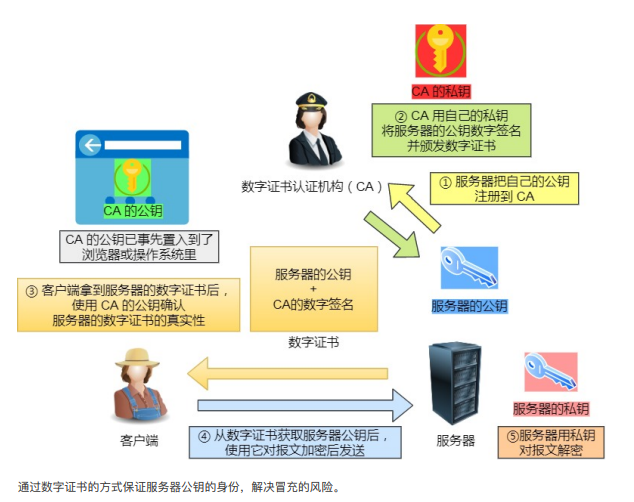 CA 的私钥
② CA 用自己的私钥
将服务器的公钥数字签名
并颁发数字证书
数字证书认证机构（CA）
① 服务器把自己的公钥
注册到 CA
CA 的公钥
CA 的公钥已事先置入到了
浏览器或操作系统里
③ 客户端拿到服务器的数字证书后，
使用 CA 的公钥确认
服务器的数字证书的真实性
服务器的公钥
+
CA的数字签名
数字证书
服务器的公钥
服务器的私钥
客户端
④ 从数字证书获取服务器公钥后，
使用它对报文加密后发送
服务器
⑤服务器用私钥
对报文解密
通过数字证书的方式保证服务器公钥的身份，解决冒充的风险。